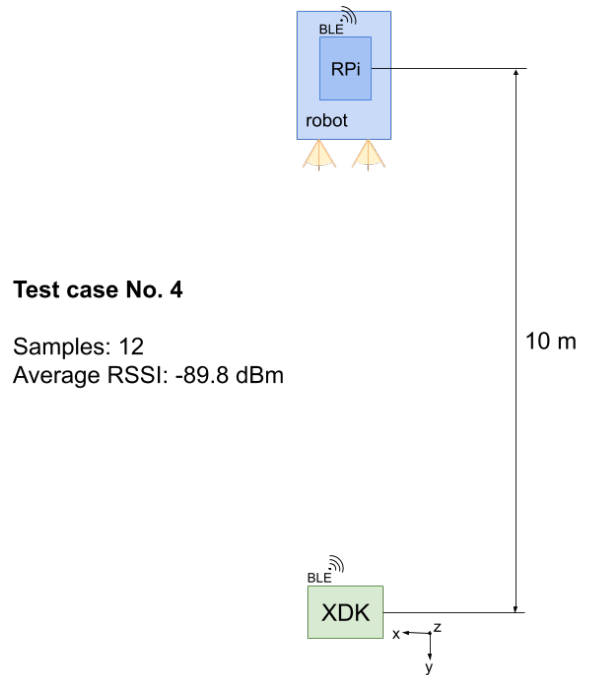 BLE
RPi
robot
Test case No. 4
Samples: 12
Average RSSI: -89.8 dBm
10 m
BLE
XDK
x
z
y